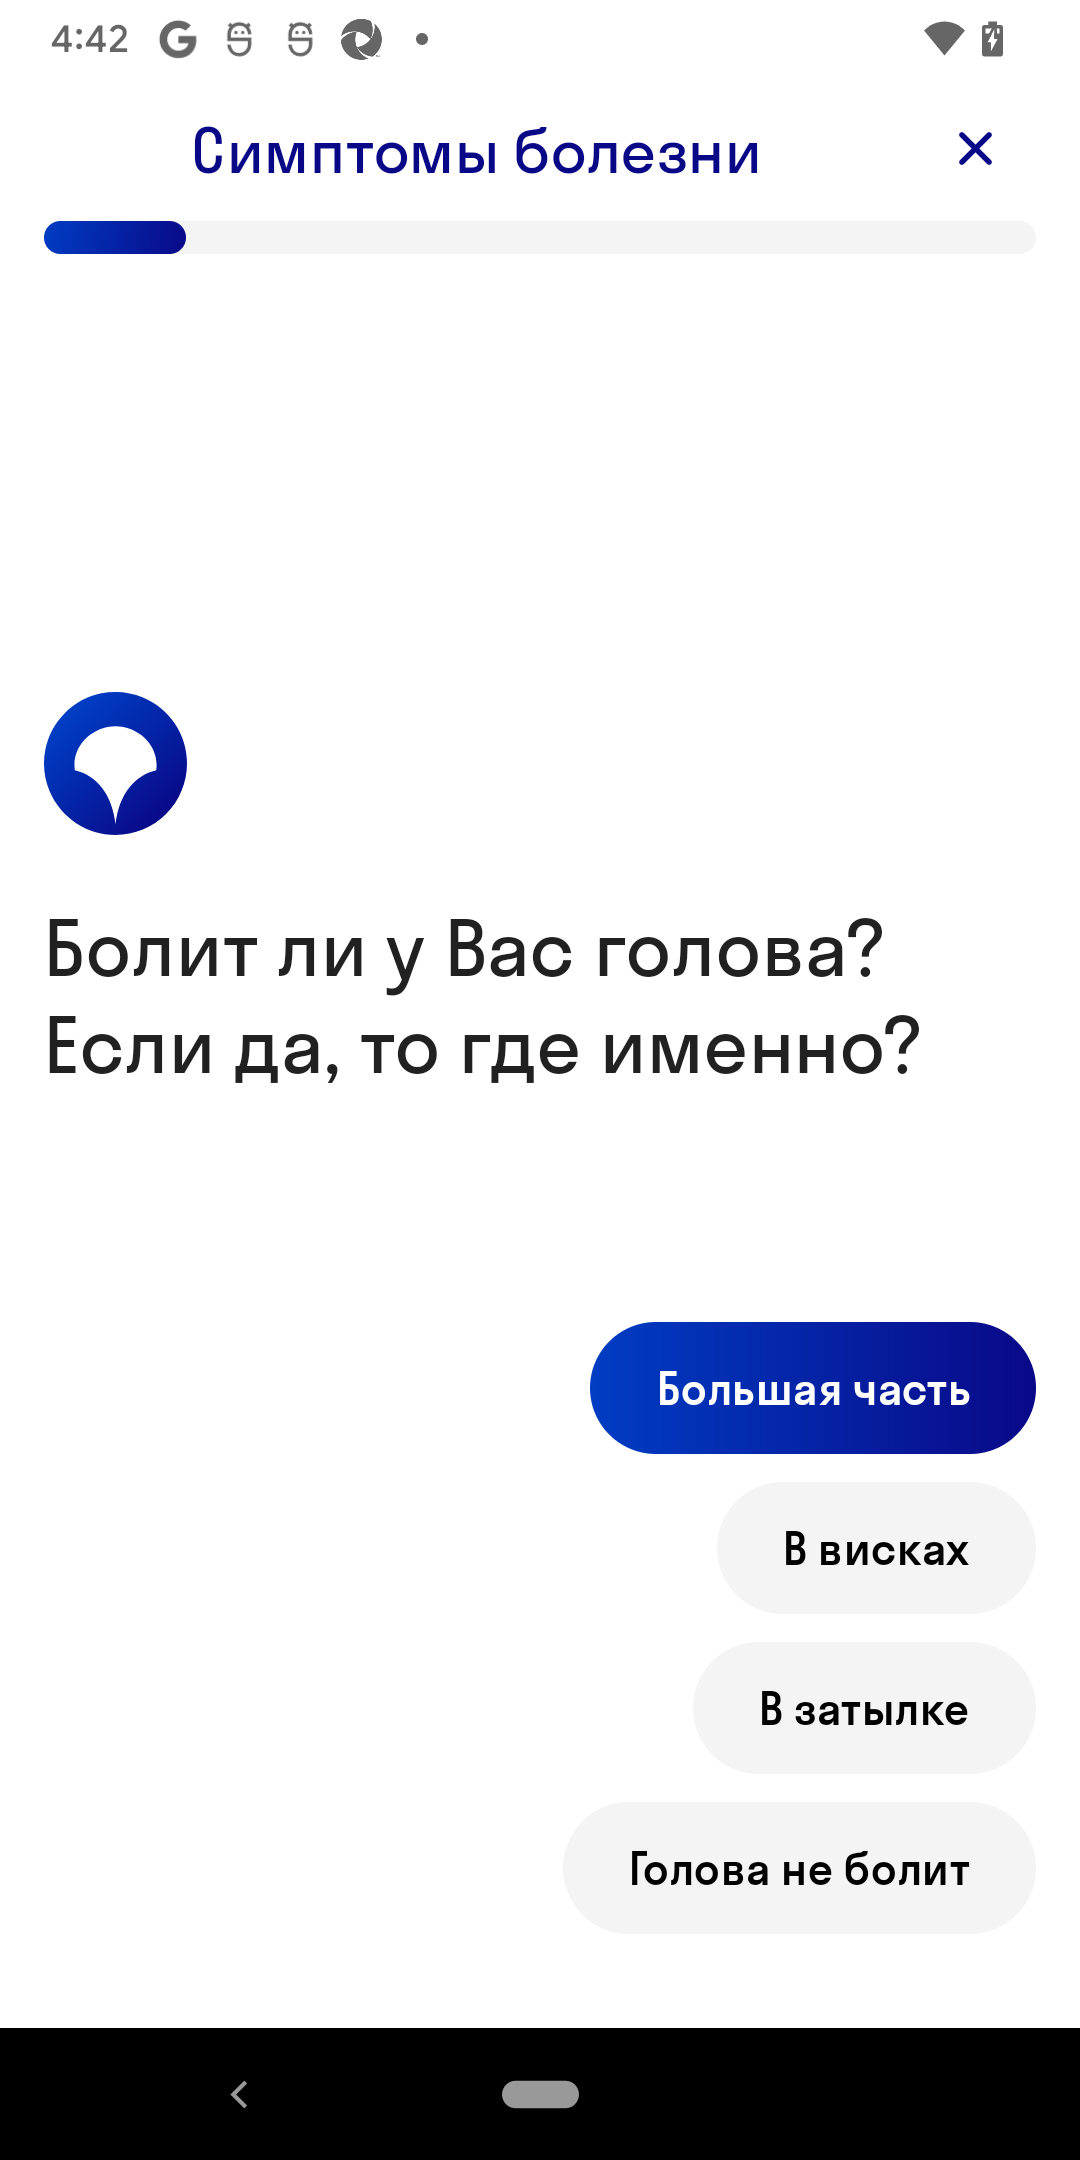 4:42
Симптомы болезни
Болит ли у Вас голова?
Если да, то где именно?
Большая часть
В висках
В затылке
Голова не болит